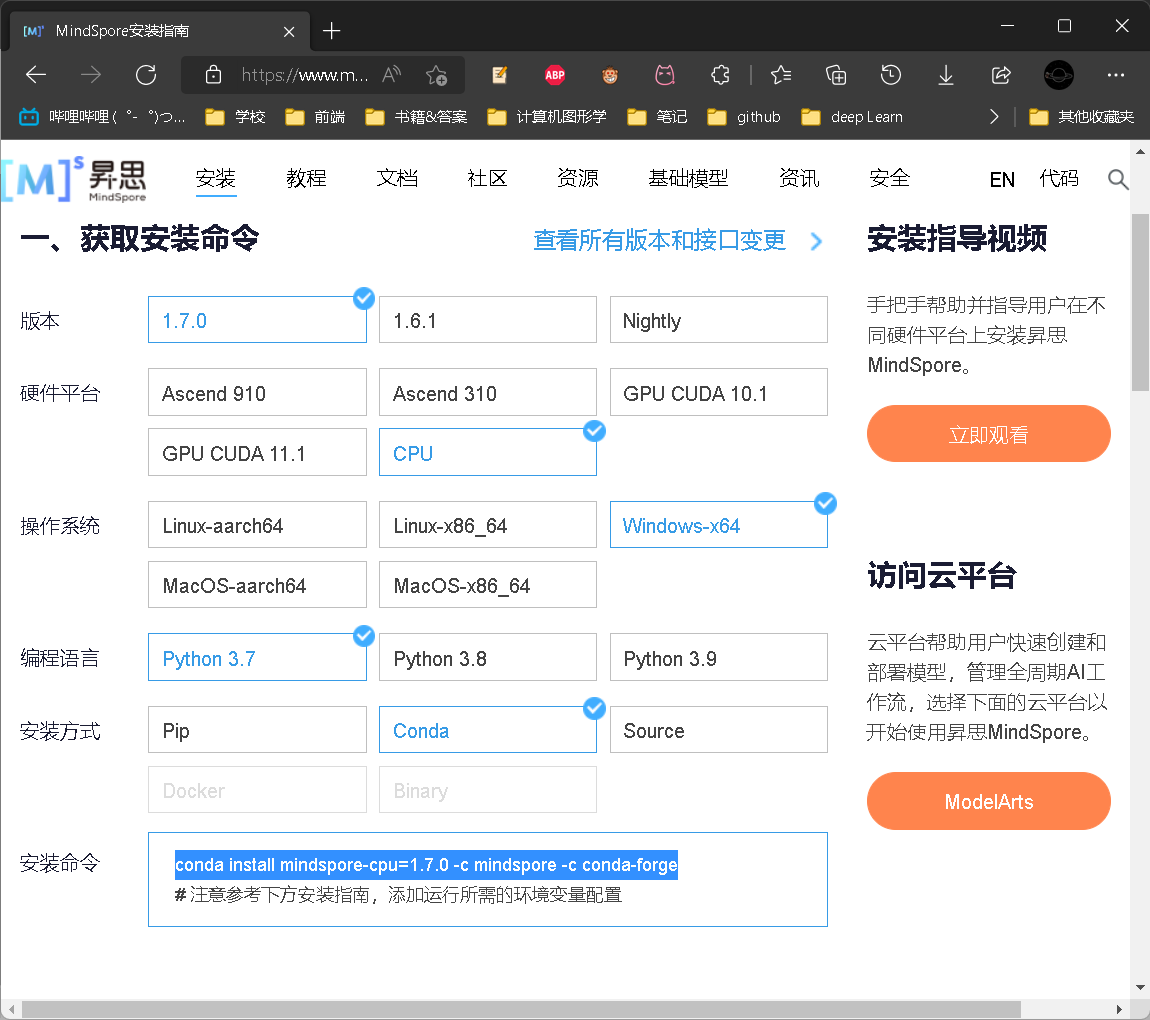 [M]ˢ MindSpore安装指南
https://www.m...
ABP
哔哩哔哩 (゜-゜)つ... 学校 前端 书籍&答案 计算机图形学 笔记 github deep Learn 其他收藏夹
[M]ˢ 昇思 MindSpore 安装 教程 文档 社区 资源 基础模型 资讯 安全 EN 代码
一、获取安装命令 查看所有版本和接口变更
版本 1.7.0 1.6.1 Nightly
硬件平台 Ascend 910 Ascend 310 GPU CUDA 10.1
GPU CUDA 11.1 CPU
操作系统 Linux-aarch64 Linux-x86_64 Windows-x64
MacOS-aarch64 MacOS-x86_64
编程语言 Python 3.7 Python 3.8 Python 3.9
安装方式 Pip Conda Source
Docker Binary
安装命令 conda install mindspore-cpu=1.7.0 -c mindspore -c conda-forge
# 注意参考下方安装指南，添加运行所需的环境变量配置
安装指导视频
手把手帮助并指导用户在不
同硬件平台上安装昇思
MindSpore。
立即观看
访问云平台
云平台帮助用户快速创建和
部署模型，管理全周期AI工
作流，选择下面的云平台以
开始使用昇思MindSpore。
ModelArts